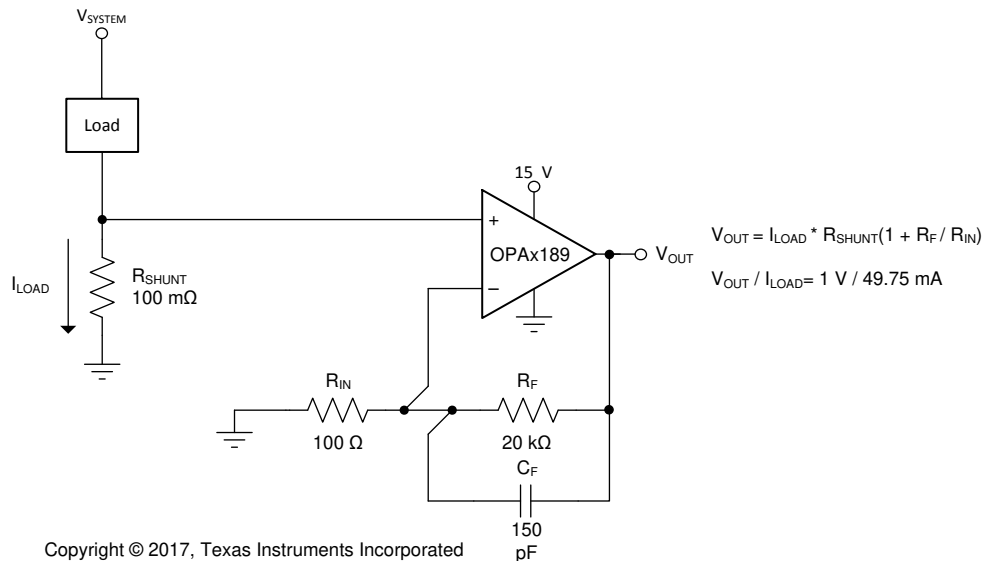 VSYSTEM
Load
15 V
+
OPAx189
−
VOUT
VOUT = ILOAD * RSHUNT(1 + RF / RIN)
VOUT / ILOAD= 1 V / 49.75 mA
ILOAD
RSHUNT
100 mΩ
RIN
100 Ω
RF
20 kΩ
CF
150
pF
Copyright © 2017, Texas Instruments Incorporated